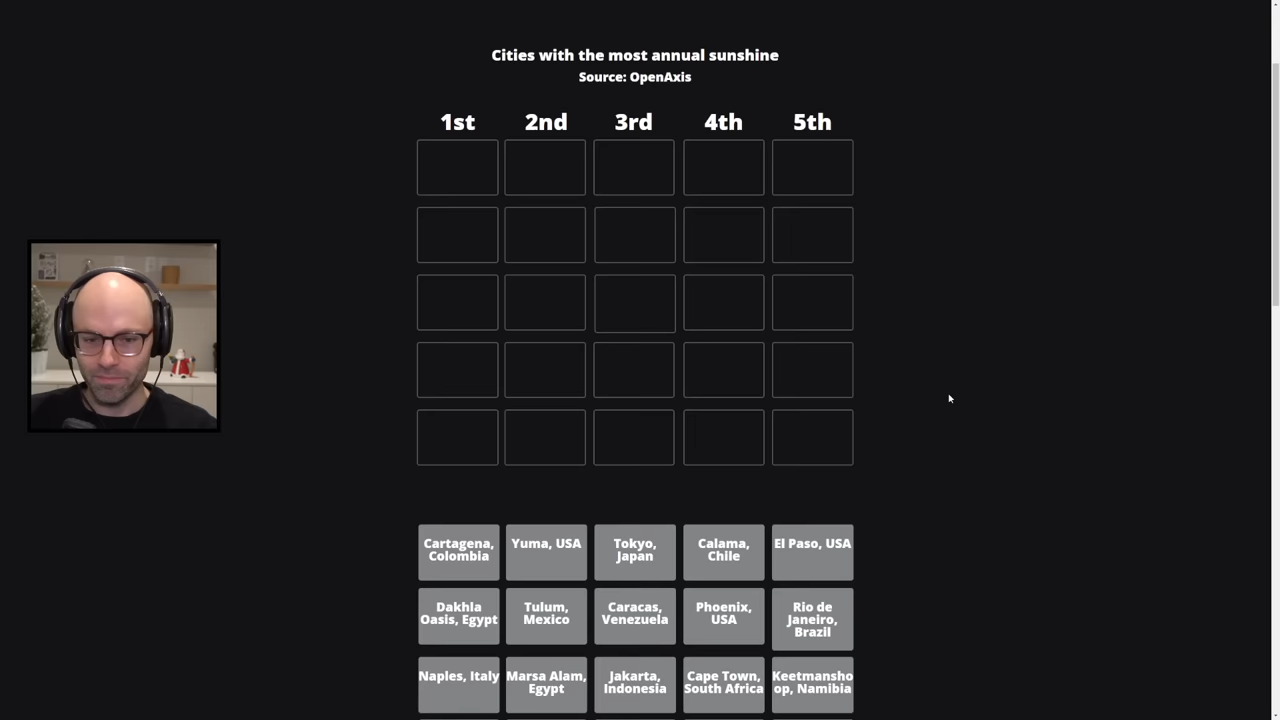 Cities with the most annual sunshine
Source: OpenAxis
1st 2nd 3rd 4th 5th
Cartagena,
Colombia
Yuma, USA
Tokyo,
Japan
Calama,
Chile
El Paso, USA
Dakhla
Oasis, Egypt
Tulum,
Mexico
Caracas,
Venezuela
Phoenix,
USA
Rio de
Janeiro,
Brazil
Naples, Italy
Marsa Alam,
Egypt
Jakarta,
Indonesia
Cape Town,
South Africa
Keetmansho
op, Namibia